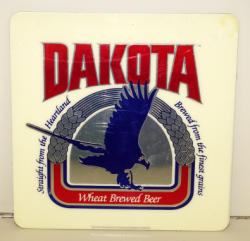 DAKOTA
Straight from the Heartland
Brewed from the finest grains
Wheat Brewed Beer